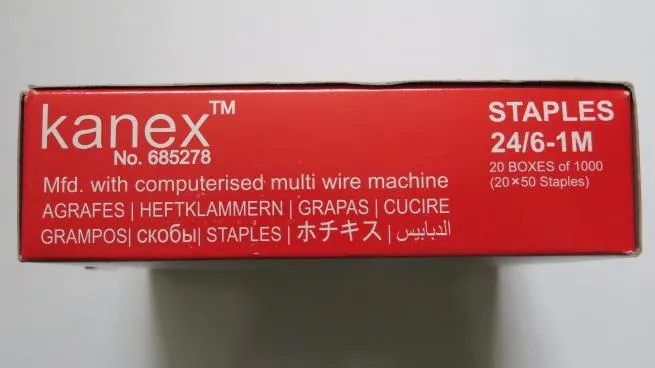 kanex™
No. 685278
Mfd. with computerised multi wire machine
AGRAFES | HEFTKLAMMERN | GRAPAS | CUCIRE
GRAMPOS| скобы| STAPLES | ホチキス | الدبابيس
STAPLES
24/6-1M
20 BOXES of 1000
(20×50 Staples)